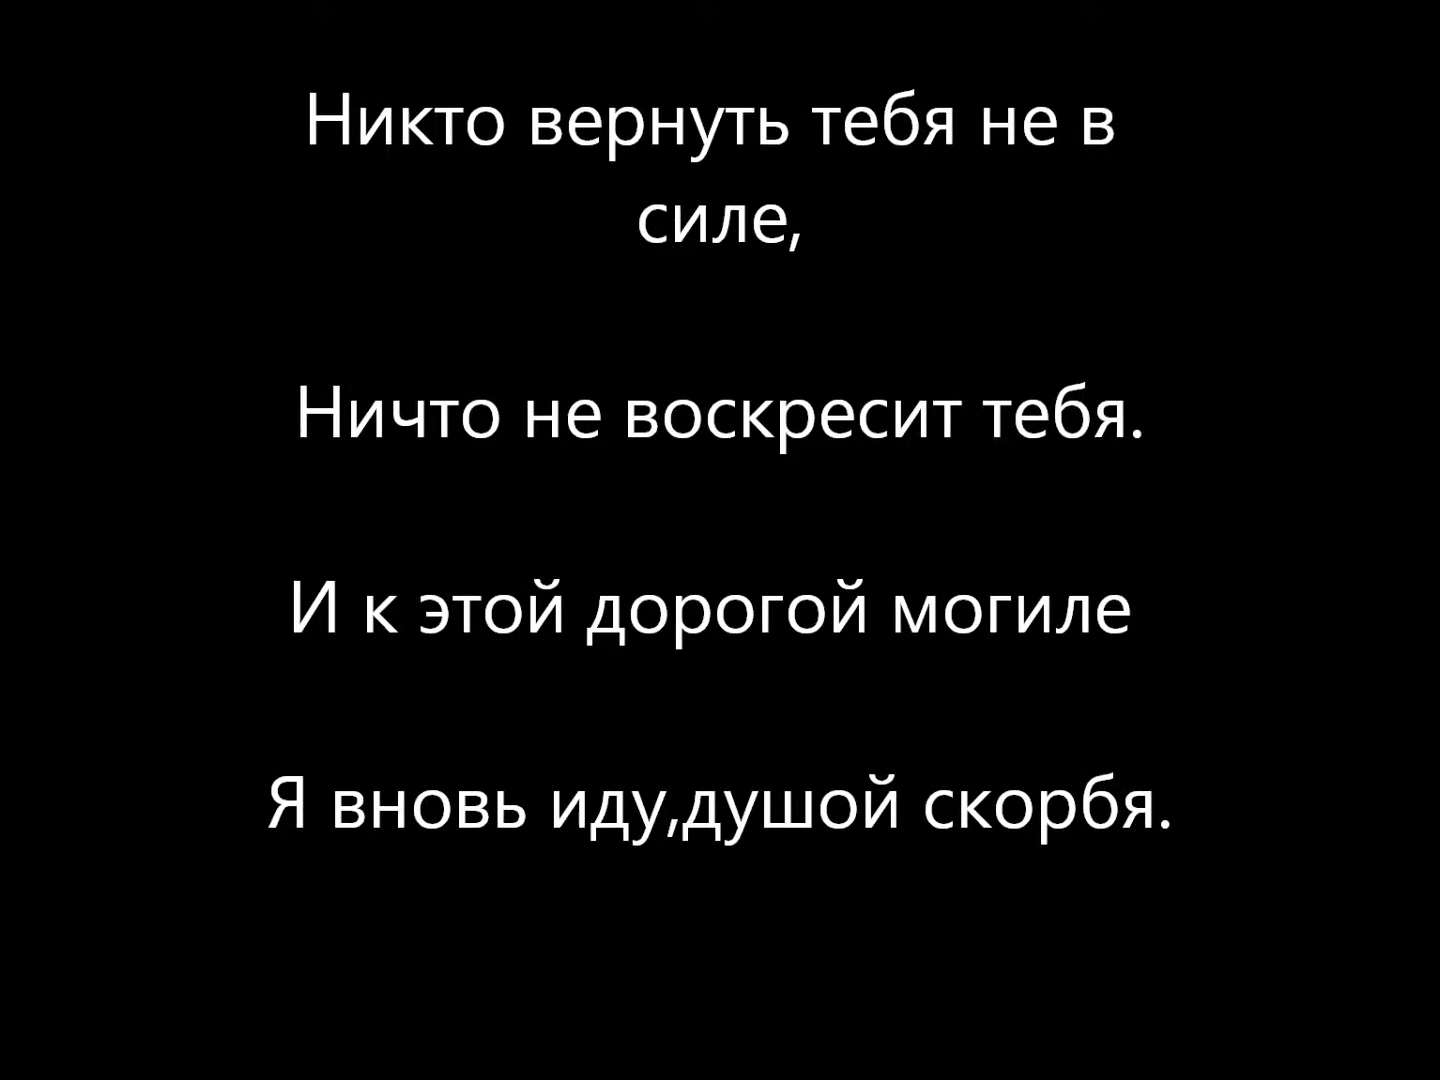 Никто вернуть тебя не в
силе,
Ничто не воскресит тебя.
И к этой дорогой могиле
Я вновь иду,душой скорбя.